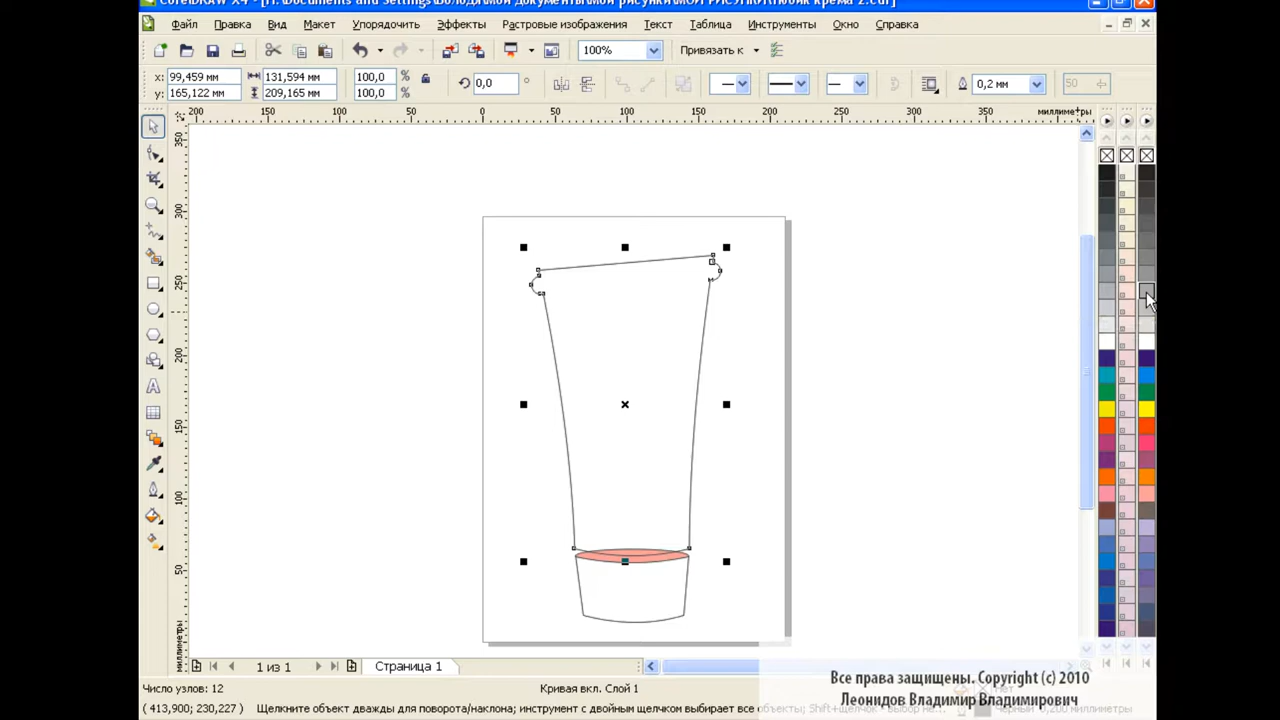 CorelDRAW X4 -
Файл Правка Вид Макет Упорядочить Эффекты Растровые изображения Текст Таблица Инструменты Окно Справка
100% Привязать к
x: 99,459 мм 131,594 мм 100,0 % 0,0 ° 0,2 мм 50
y: 165,122 мм 209,165 мм 100,0 %
200 150 100 50 0 50 100 150 200 250 300 350 миллиметры
350
300
250
200
150
100
50
миллиметры
1 из 1 Страница 1
Число узлов: 12 Кривая вкл. Слой 1
( 413,900; 230,227 ) Щелкните объект дважды для поворота/наклона; инструмент с двойным щелчком выбирает все объекты;
Все права защищены. Copyright (c) 2010
Леонидов Владимир Владимирович